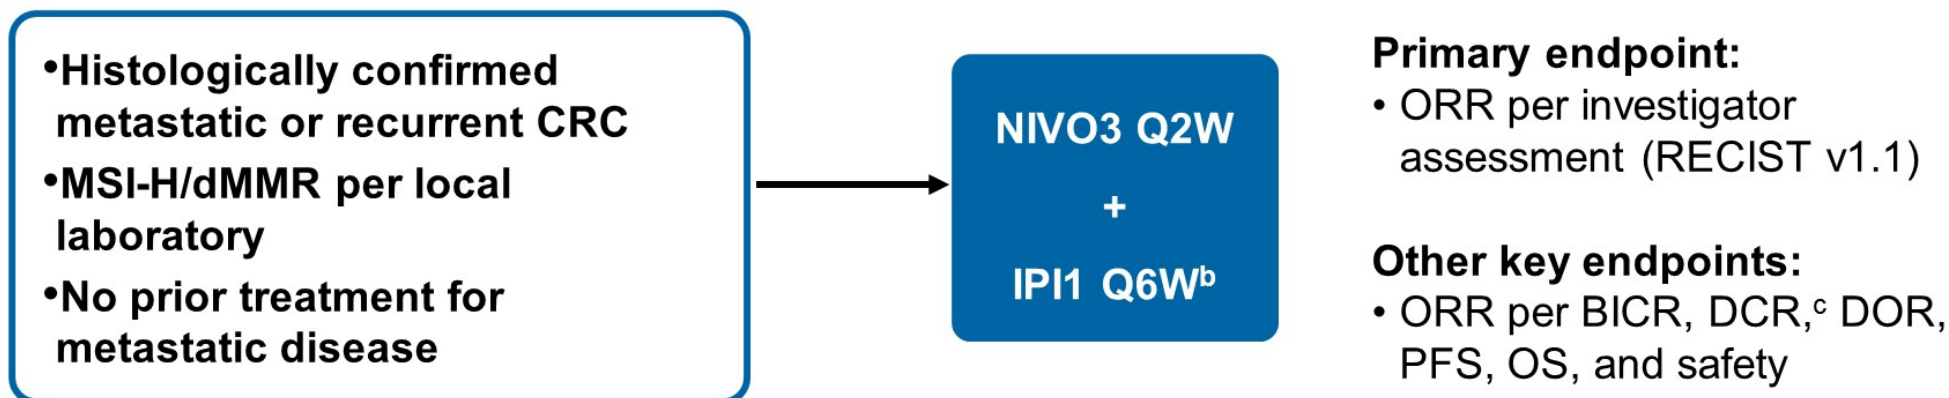 •Histologically confirmed
metastatic or recurrent CRC
•MSI-H/dMMR per local
laboratory
•No prior treatment for
metastatic disease
NIVO3 Q2W
+
IPI1 Q6Wᵇ
Primary endpoint:
• ORR per investigator
assessment (RECIST v1.1)
Other key endpoints:
• ORR per BICR, DCR,ᶜ DOR,
PFS, OS, and safety